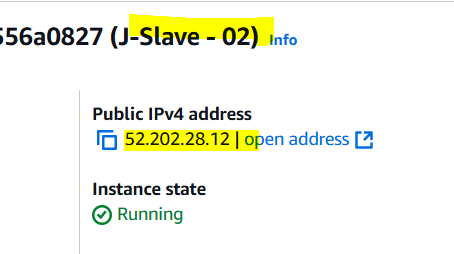 556a0827 (J-Slave - 02) Info
Public IPv4 address
52.202.28.12 | open address
Instance state
Running